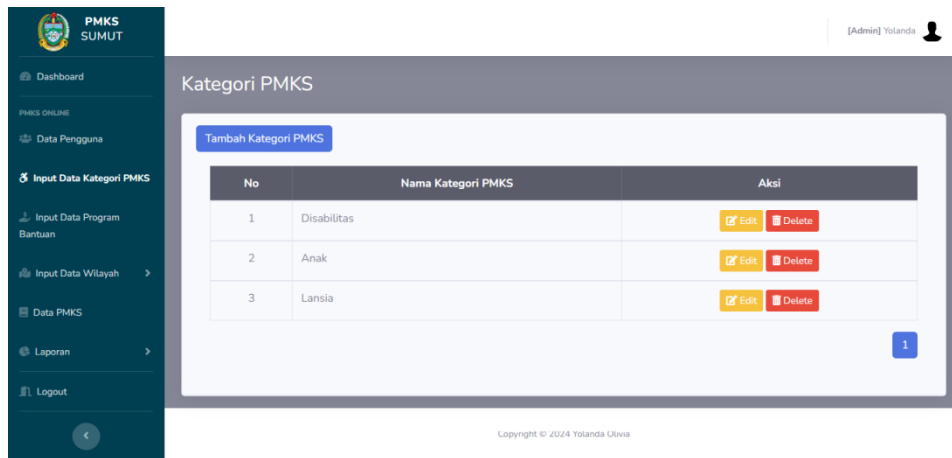 PMKS
SUMUT
[Admin] Yolanda
Dashboard
PMKS ONLINE
Data Pengguna
Input Data Kategori PMKS
Input Data Program
Bantuan
Input Data Wilayah
Data PMKS
Laporan
Logout
Kategori PMKS
Tambah Kategori PMKS
No Nama Kategori PMKS Aksi
1 Disabilitas Edit Delete
2 Anak Edit Delete
3 Lansia Edit Delete
1
Copyright © 2024 Yolanda Olivia